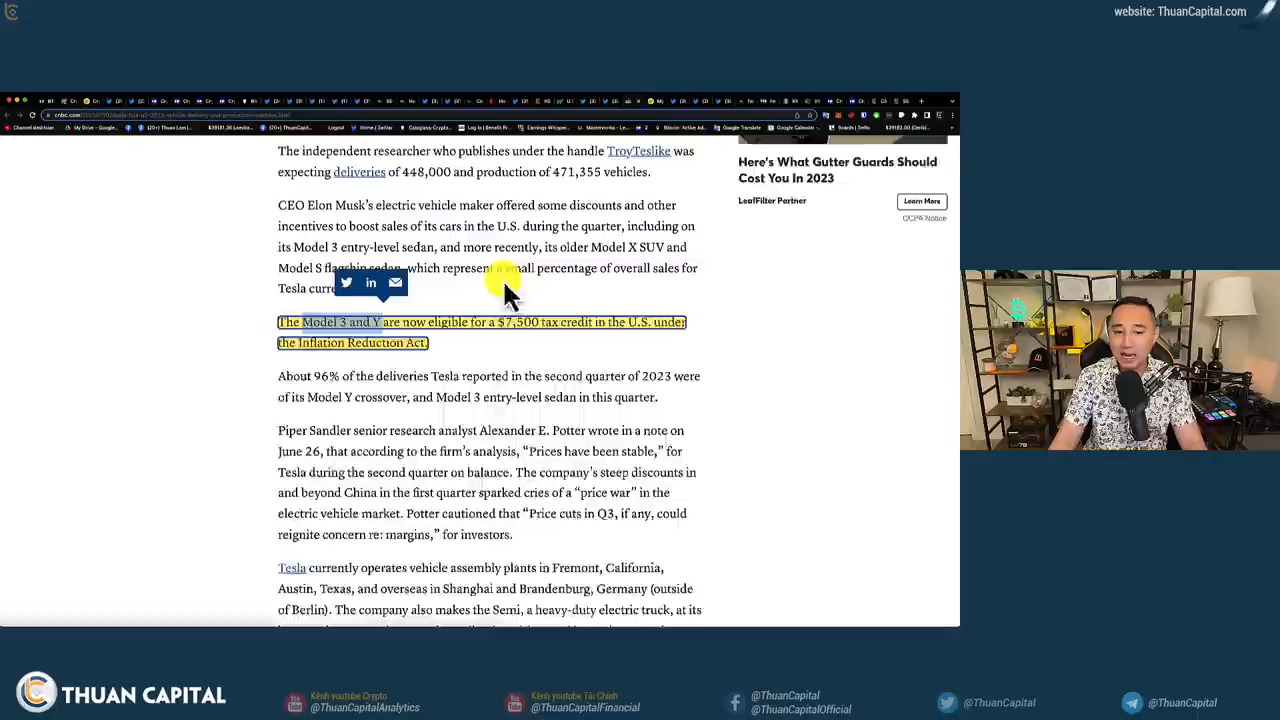 website: ThuanCapital.com
The independent researcher who publishes under the handle TroyTeslike was
expecting deliveries of 448,000 and production of 471,355 vehicles.
CEO Elon Musk's electric vehicle maker offered some discounts and other
incentives to boost sales of its cars in the U.S. during the quarter, including on
its Model 3 entry-level sedan, and more recently, its older Model X SUV and
Model S flagship sedan, which represent a small percentage of overall sales for
Tesla
The Model 3 and Y are now eligible for a $7,500 tax credit in the U.S. under
the Inflation Reduction Act.
About 96% of the deliveries Tesla reported in the second quarter of 2023 were
of its Model Y crossover, and Model 3 entry-level sedan in this quarter.
Piper Sandler senior research analyst Alexander E. Potter wrote in a note on
June 26, that according to the firm's analysis, “Prices have been stable,” for
Tesla during the second quarter on balance. The company's steep discounts in
and beyond China in the first quarter sparked cries of a “price war” in the
electric vehicle market. Potter cautioned that “Price cuts in Q3, if any, could
reignite concern re: margins,” for investors.
Tesla currently operates vehicle assembly plants in Fremont, California,
Austin, Texas, and overseas in Shanghai and Brandenburg, Germany (outside
of Berlin). The company also makes the Semi, a heavy-duty electric truck, at its
Here's What Gutter Guards Should
Cost You In 2023
LeafFilter Partner
Learn More
CCPA Notice
THUAN CAPITAL
Kênh youtube Crypto
@ThuanCapitalAnalytics
Kênh youtube Tài Chính
@ThuanCapitalFinancial
@ThuanCapital
@ThuanCapitalOfficial
@ThuanCapital
@ThuanCapital